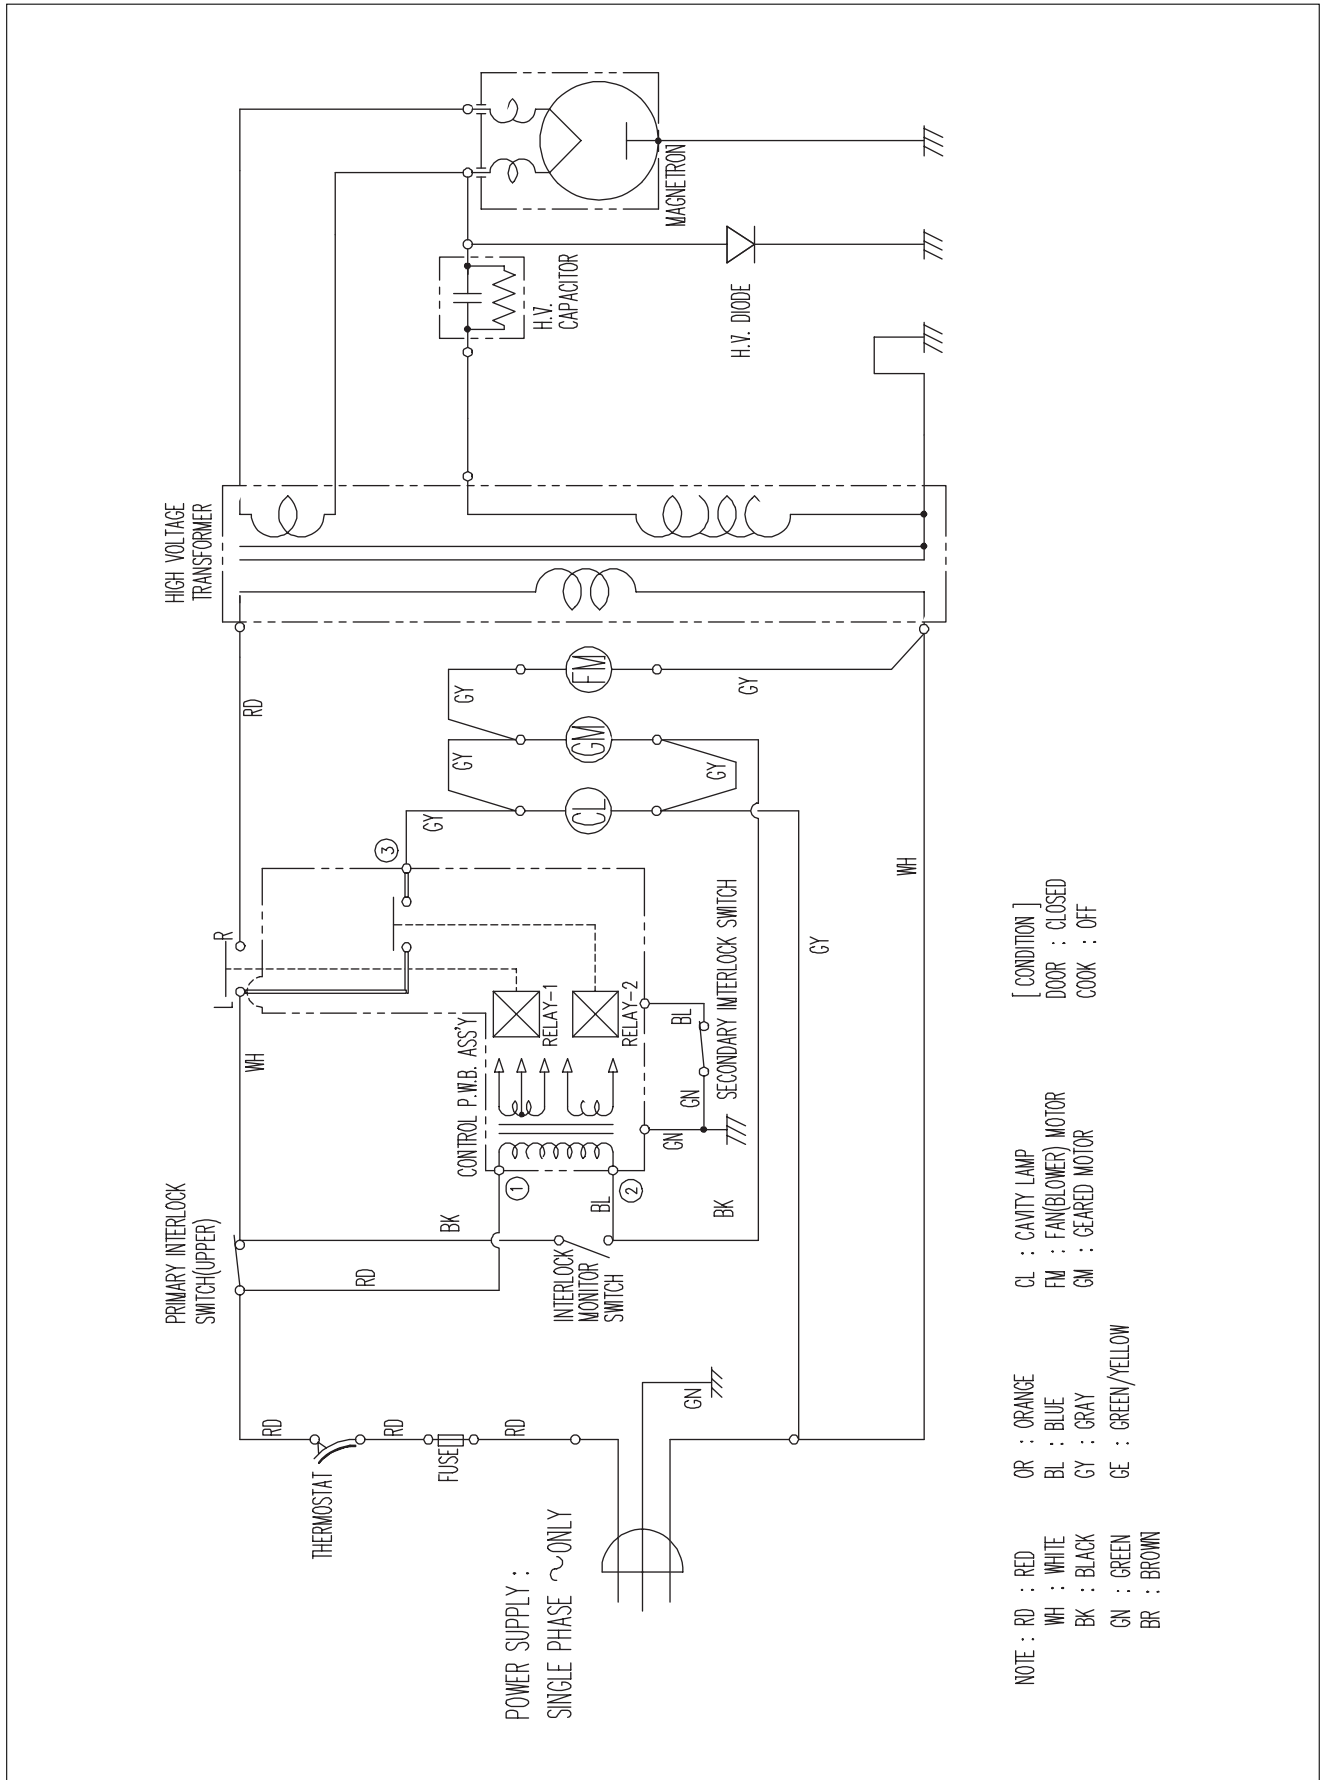 HIGH VOLTAGE
TRANSFORMER
MAGNETRON
H.V.
CAPACITOR
H.V. DIODE
PRIMARY INTERLOCK
SWITCH(UPPER)
WH
L
R
RD
3
GY
GY
GY
GY
GY
FM
GM
CL
CONTROL P.W.B. ASS'Y
RELAY-1
RELAY-2
1
2
BL
GN
GN
SECONDARY IMTERLOCK SWITCH
BK
RD
BL
BK
INTERLOCK
MONITOR
SWITCH
GY
WH
THERMOSTAT
RD
RD
FUSE
RD
GN
POWER SUPPLY :
SINGLE PHASE ~ ONLY
NOTE : RD : RED
WH : WHITE
BK : BLACK
GN : GREEN
BR : BROWN
OR : ORANGE
BL : BLUE
GY : GRAY
GE : GREEN/YELLOW
CL : CAVITY LAMP
FM : FAN(BLOWER) MOTOR
GM : GEARED MOTOR
[ CONDITION ]
DOOR : CLOSED
COOK : OFF